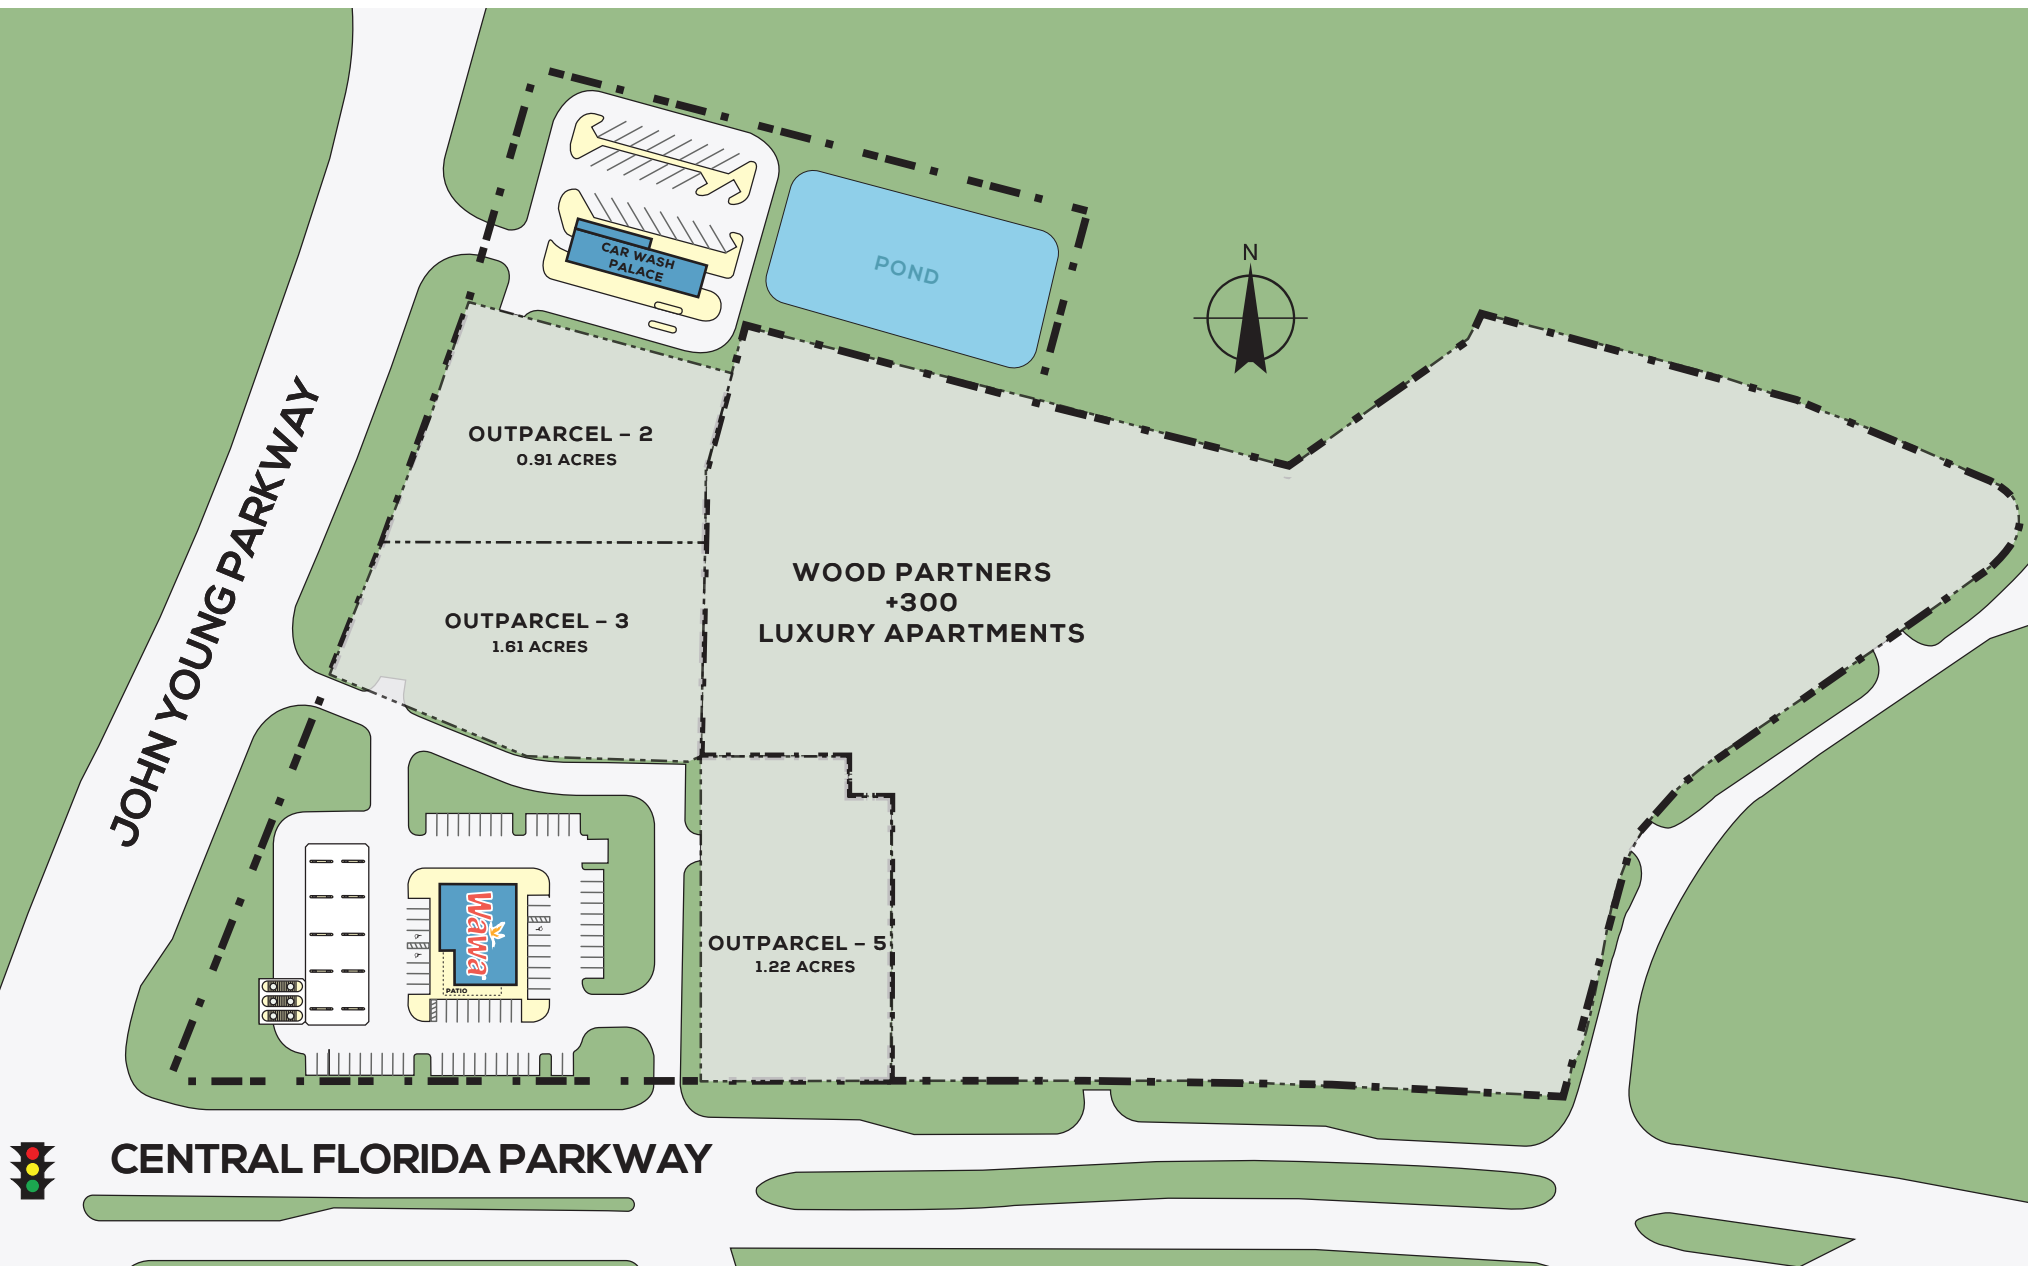 CAR WASH
PALACE
POND
N
OUTPARCEL – 2
0.91 ACRES
WOOD PARTNERS
+300
LUXURY APARTMENTS
OUTPARCEL – 3
1.61 ACRES
JOHN YOUNG PARKWAY
Wawa
PATIO
OUTPARCEL – 5
1.22 ACRES
CENTRAL FLORIDA PARKWAY